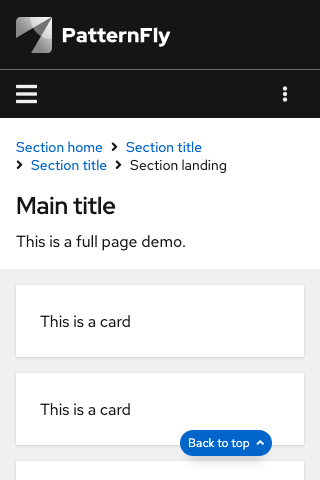 PatternFly
Section home > Section title
> Section title > Section landing
Main title
This is a full page demo.
This is a card
This is a card
Back to top